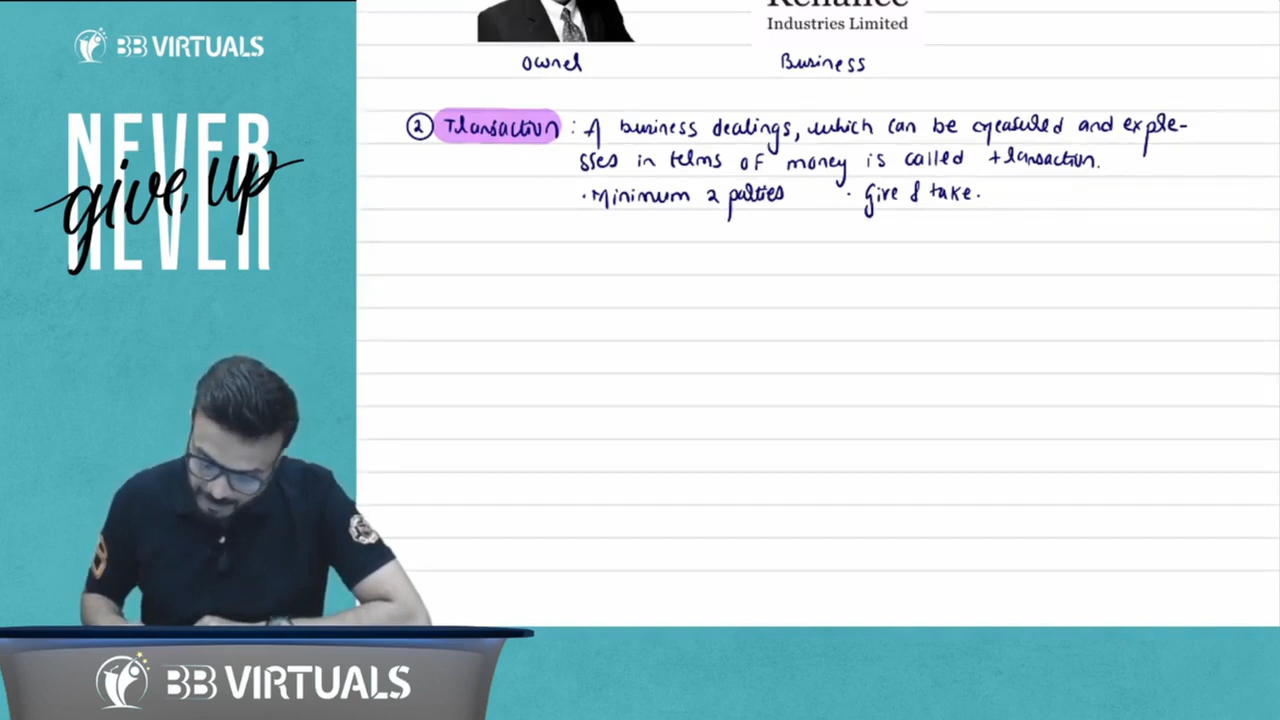 BB VIRTUALS
NEVER
give up
NEVER
Reliance
Industries Limited
owner
Business
② Transaction : A business dealings, which can be measured and expre-
sses in terms of money is called transaction.
· Minimum 2 parties · Give & take.
BB VIRTUALS